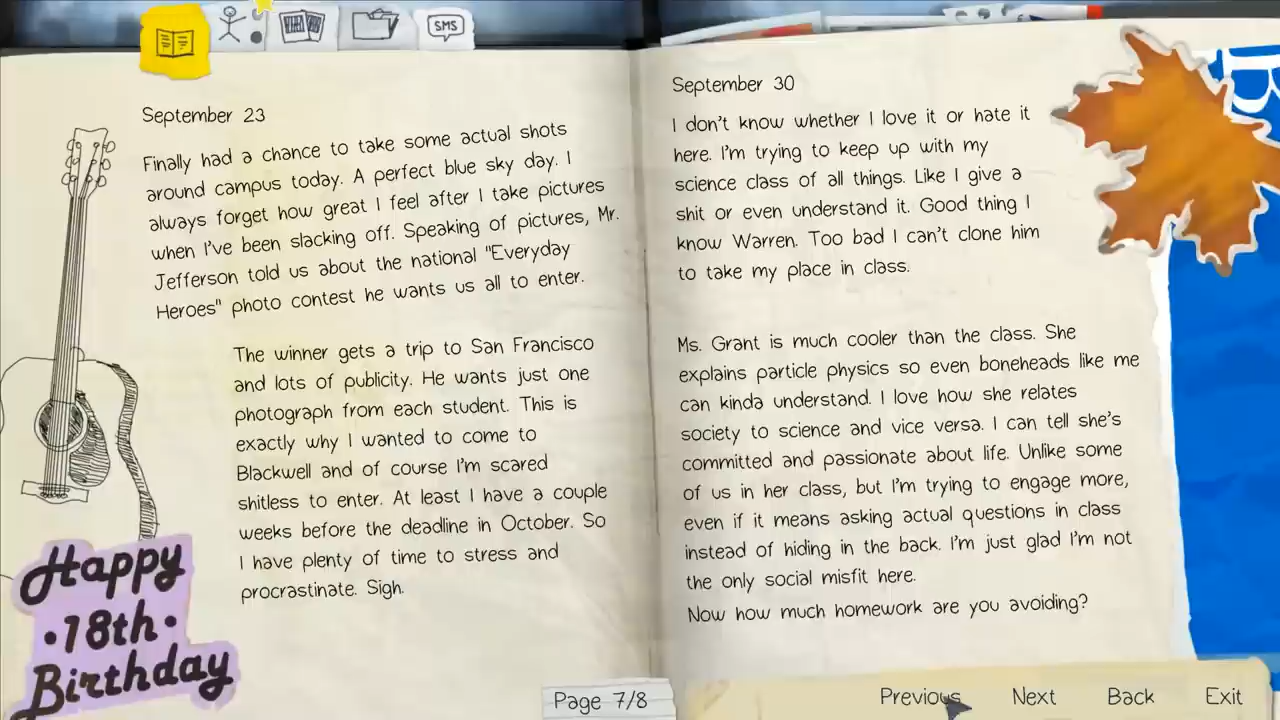 SMS
September 23
Finally had a chance to take some actual shots
around campus today. A perfect blue sky day. I
always forget how great I feel after I take pictures
when I've been slacking off. Speaking of pictures, Mr.
Jefferson told us about the national "Everyday
Heroes" photo contest he wants us all to enter.
The winner gets a trip to San Francisco
and lots of publicity. He wants just one
photograph from each student. This is
exactly why I wanted to come to
Blackwell and of course I'm scared
shitless to enter. At least I have a couple
weeks before the deadline in October. So
I have plenty of time to stress and
procrastinate. Sigh.
Happy
•18th•
Birthday
September 30
I don't know whether I love it or hate it
here. I'm trying to keep up with my
science class of all things. Like I give a
shit or even understand it. Good thing I
know Warren. Too bad I can't clone him
to take my place in class.
Ms. Grant is much cooler than the class. She
explains particle physics so even boneheads like me
can kinda understand. I love how she relates
society to science and vice versa. I can tell she's
committed and passionate about life. Unlike some
of us in her class, but I'm trying to engage more,
even if it means asking actual questions in class
instead of hiding in the back. I'm just glad I'm not
the only social misfit here.
Now how much homework are you avoiding?
Page 7/8
Previous Next Back Exit